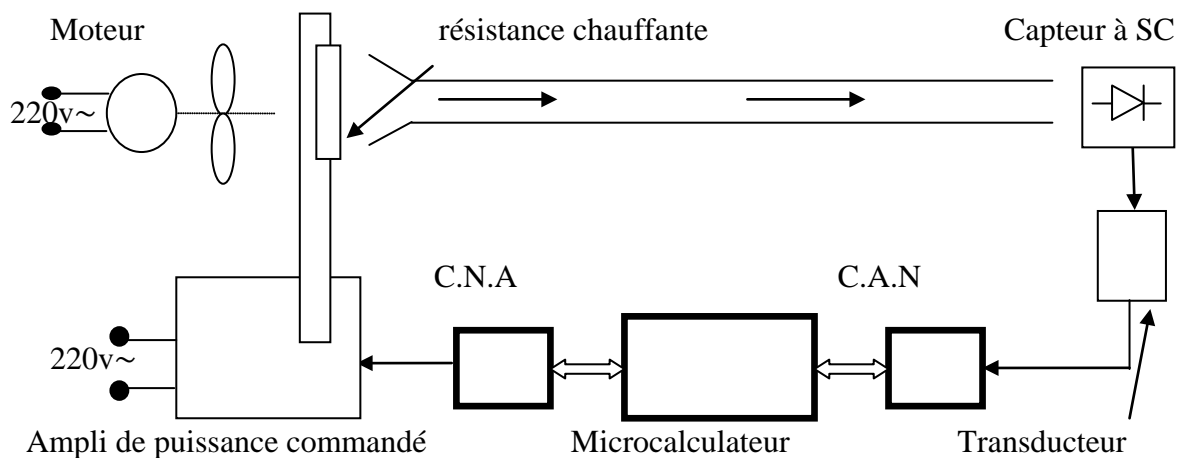 Moteur
résistance chauffante
Capteur à SC
220v~
C.N.A
C.A.N
220v~
Ampli de puissance commandé
Microcalculateur
Transducteur